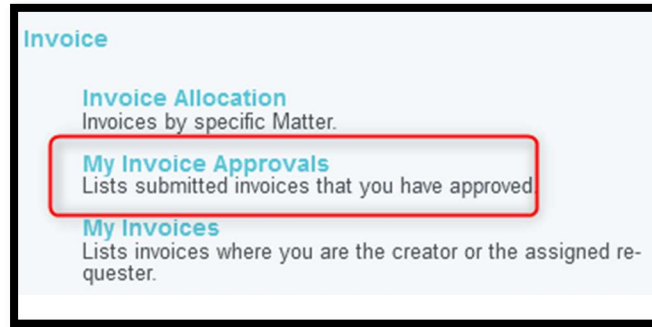 Invoice
Invoice Allocation
Invoices by specific Matter.
My Invoice Approvals
Lists submitted invoices that you have approved.
My Invoices
Lists invoices where you are the creator or the assigned re-
quester.